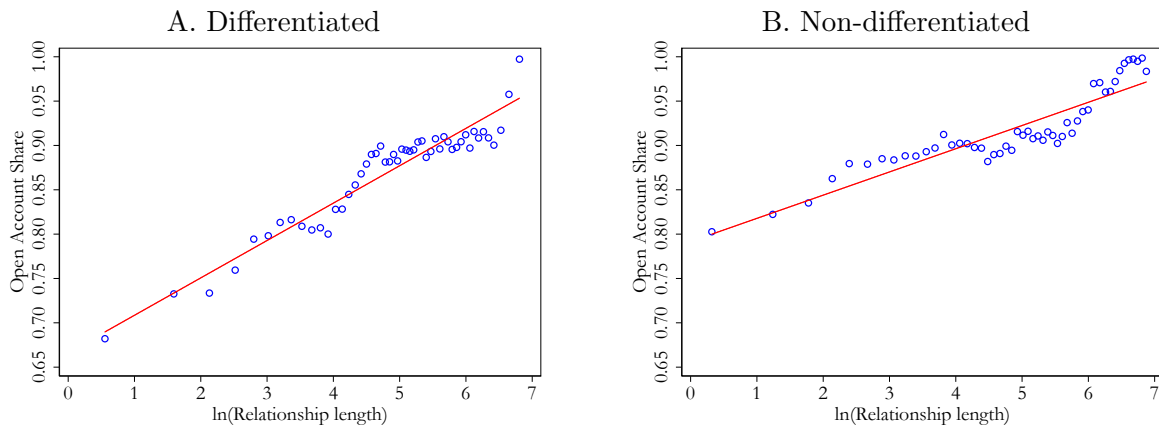 A. Differentiated
Open Account Share
1.00
0.95
0.90
0.85
0.80
0.75
0.70
0.65
0 1 2 3 4 5 6 7
ln(Relationship length)
B. Non-differentiated
Open Account Share
1.00
0.95
0.90
0.85
0.80
0.75
0.70
0.65
0 1 2 3 4 5 6 7
ln(Relationship length)